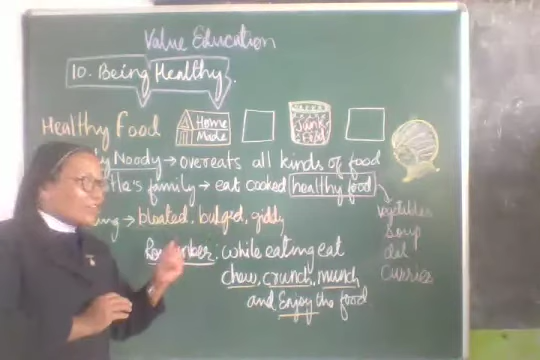 Value Education
10. Being Healthy.
Healthy Food Home Made Junk Food
Noody → overeats all kinds of food
family → eat cooked healthy food
→ bloated, bulged, giddy
Vegetables
Soup
dal
Curries
Remember: while eating eat
chew, crunch, munch
and Enjoy the food